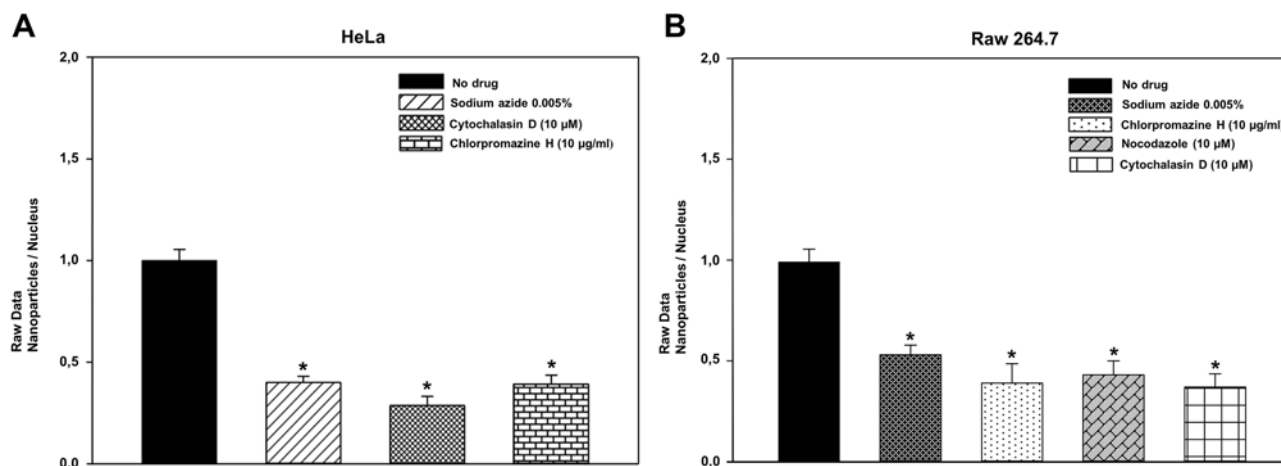 A
HeLa
2,0
1,5
1,0
0,5
0,0
Raw Data
Nanoparticles / Nucleus
No drug
Sodium azide 0.005%
Cytochalasin D (10 µM)
Chlorpromazine H (10 µg/ml)
*
*
*
B
Raw 264.7
2,0
1,5
1,0
0,5
0,0
Raw Data
Nanoparticles / Nucleus
No drug
Sodium azide 0.005%
Chlorpromazine H (10 µg/ml)
Nocodazole (10 µM)
Cytochalasin D (10 µM)
*
*
*
*